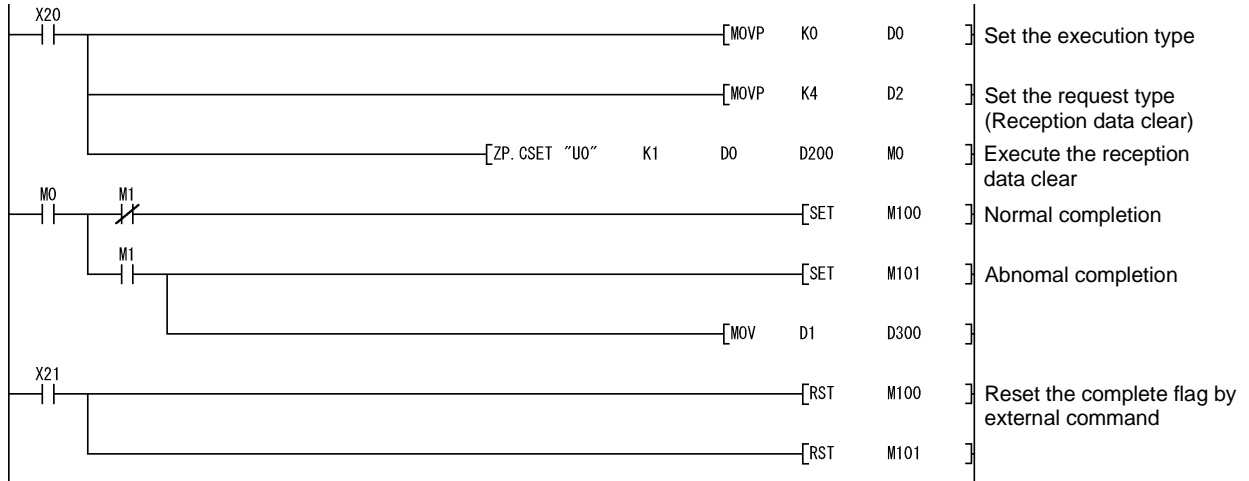 X20
[MOVP K0 D0 ] Set the execution type
[MOVP K4 D2 ] Set the request type
(Reception data clear)
[ZP.CSET "U0" K1 D0 D200 M0 ] Execute the reception
data clear
M0 M1
[SET M100 ] Normal completion
M1
[SET M101 ] Abnomal completion
[MOV D1 D300 ]
X21
[RST M100 ] Reset the complete flag by
external command
[RST M101 ]